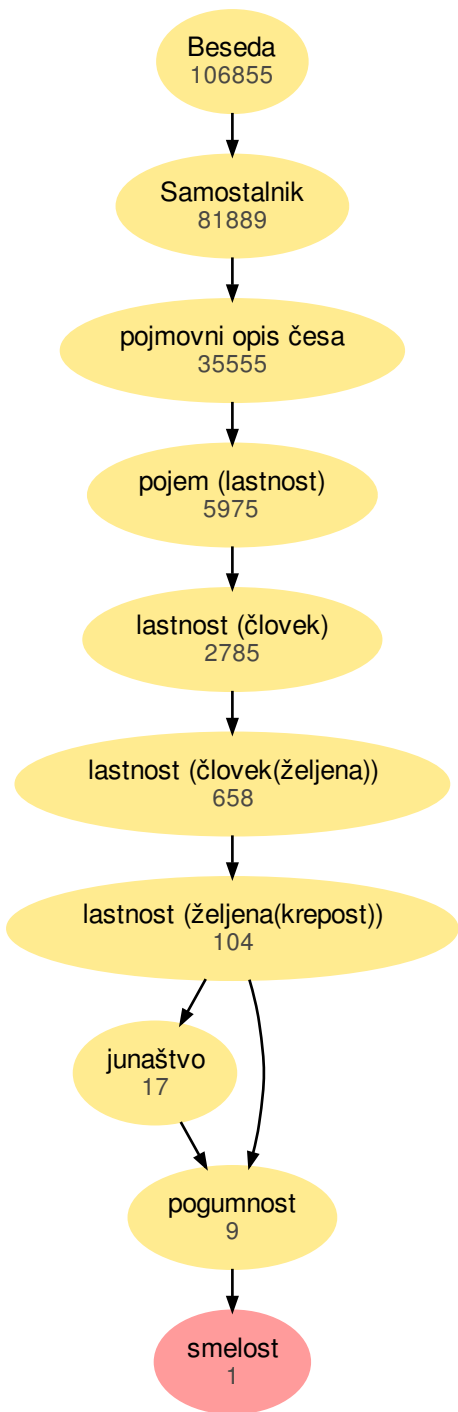 Beseda
106855
Samostalnik
81889
pojmovni opis česa
35555
pojem (lastnost)
5975
lastnost (človek)
2785
lastnost (človek(željena))
658
lastnost (željena(krepost))
104
junaštvo
17
pogumnost
9
smelost
1